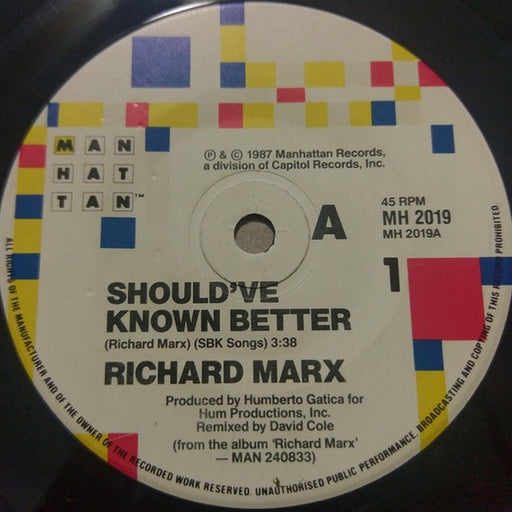 MAN
HAT
TAN™
℗ & © 1987 Manhattan Records,
a division of Capitol Records, Inc.
A
45 RPM
MH 2019
MH 2019A
1
SHOULD'VE
KNOWN BETTER
(Richard Marx) (SBK Songs) 3:38
RICHARD MARX
Produced by Humberto Gatica for
Hum Productions, Inc.
Remixed by David Cole
(from the album 'Richard Marx'
— MAN 240833)
ALL RIGHTS OF THE MANUFACTURER AND OF THE OWNER OF THE RECORDED WORK RESERVED. UNAUTHORISED PUBLIC PERFORMANCE, BROADCASTING AND COPYING OF THIS RECORD PROHIBITED.